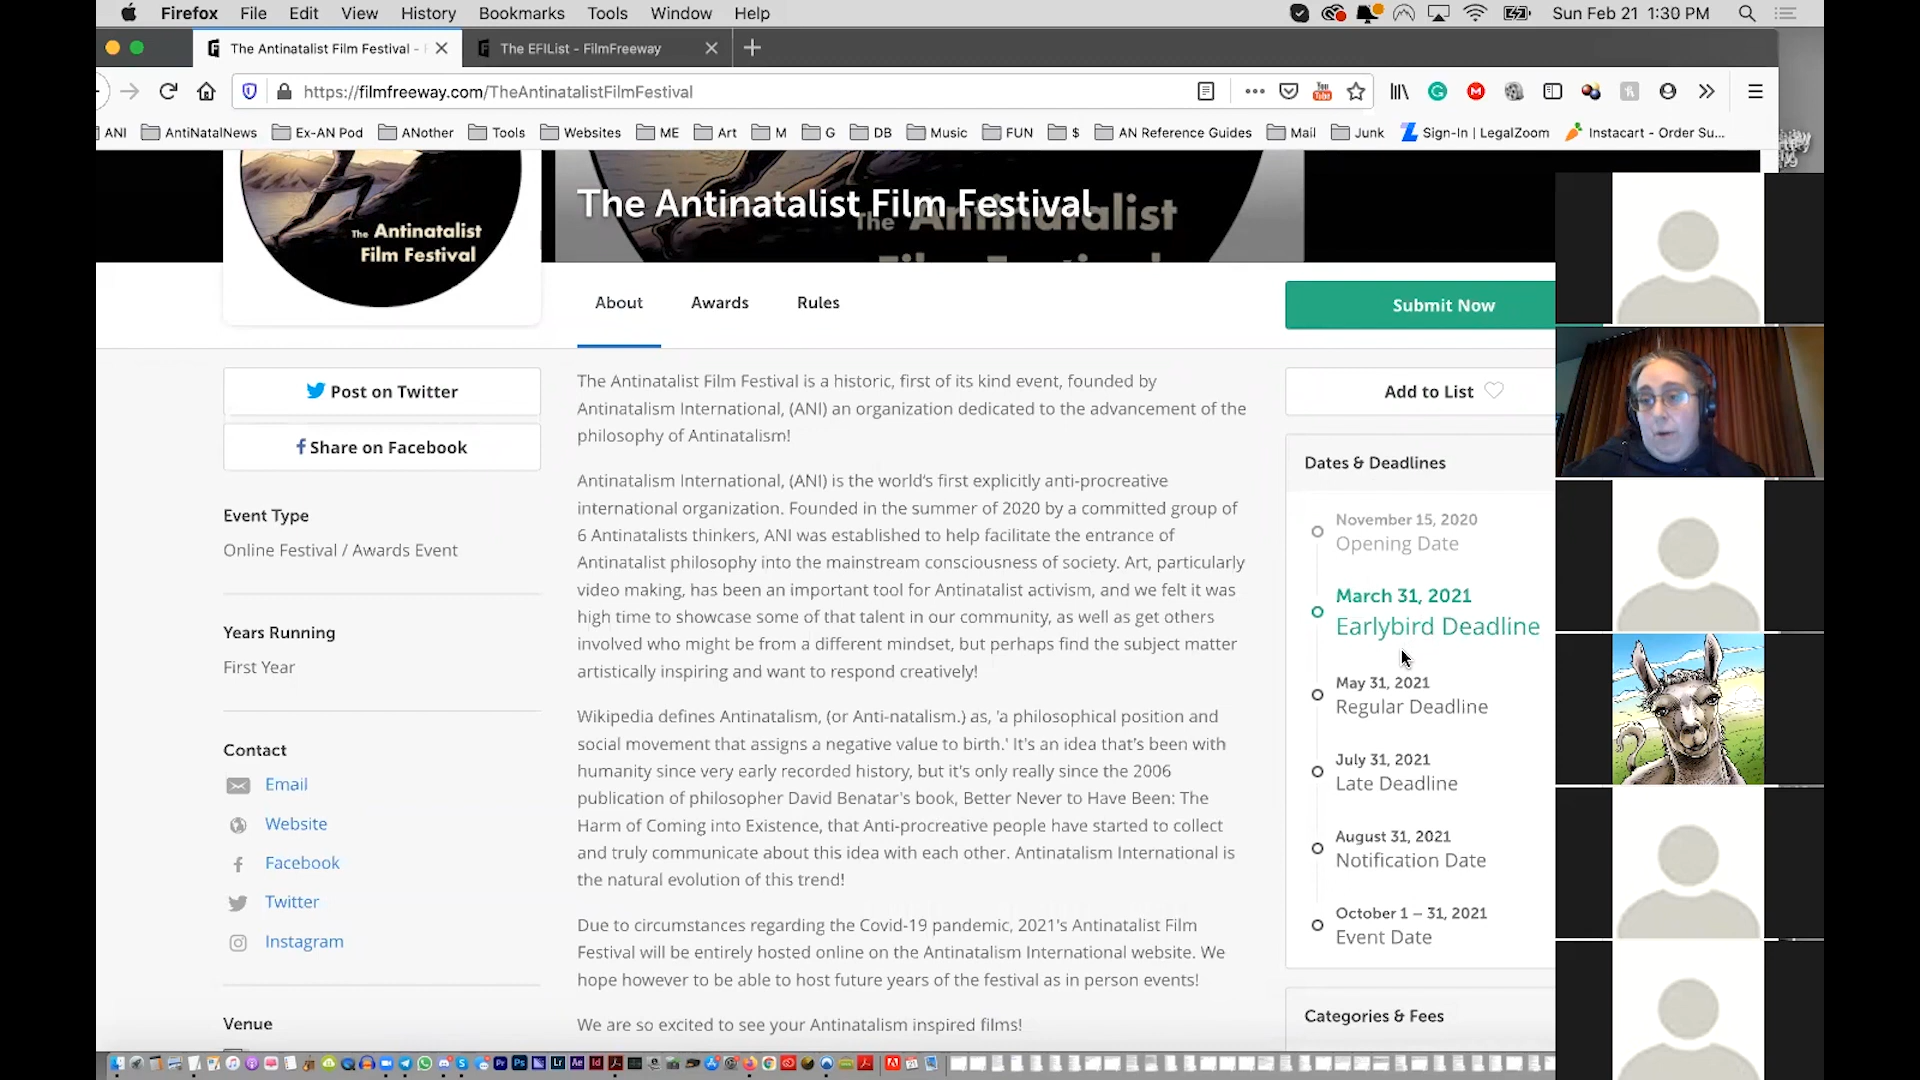 Firefox File Edit View History Bookmarks Tools Window Help
Sun Feb 21 1:30 PM
The Antinatalist Film Festival -
The EFIList - FilmFreeway
https://filmfreeway.com/TheAntinatalistFilmFestival
ANI AntiNatalNews Ex-AN Pod ANother Tools Websites ME Art M G DB Music FUN $ AN Reference Guides Mail Junk Sign-In | LegalZoom Instacart - Order Su...
The Antinatalist
Film Festival
The Antinatalist Film Festival
The Antinatalist
About Awards Rules
Submit Now
Post on Twitter
Share on Facebook
Event Type
Online Festival / Awards Event
Years Running
First Year
Contact
Email
Website
Facebook
Twitter
Instagram
Venue
The Antinatalist Film Festival is a historic, first of its kind event, founded by
Antinatalism International, (ANI) an organization dedicated to the advancement of the
philosophy of Antinatalism!
Antinatalism International, (ANI) is the world's first explicitly anti-procreative
international organization. Founded in the summer of 2020 by a committed group of
6 Antinatalists thinkers, ANI was established to help facilitate the entrance of
Antinatalist philosophy into the mainstream consciousness of society. Art, particularly
video making, has been an important tool for Antinatalist activism, and we felt it was
high time to showcase some of that talent in our community, as well as get others
involved who might be from a different mindset, but perhaps find the subject matter
artistically inspiring and want to respond creatively!
Wikipedia defines Antinatalism, (or Anti-natalism.) as, 'a philosophical position and
social movement that assigns a negative value to birth.' It's an idea that's been with
humanity since very early recorded history, but it's only really since the 2006
publication of philosopher David Benatar's book, Better Never to Have Been: The
Harm of Coming into Existence, that Anti-procreative people have started to collect
and truly communicate about this idea with each other. Antinatalism International is
the natural evolution of this trend!
Due to circumstances regarding the Covid-19 pandemic, 2021's Antinatalist Film
Festival will be entirely hosted online on the Antinatalism International website. We
hope however to be able to host future years of the festival as in person events!
We are so excited to see your Antinatalism inspired films!
Add to List
Dates & Deadlines
November 15, 2020
Opening Date
March 31, 2021
Earlybird Deadline
May 31, 2021
Regular Deadline
July 31, 2021
Late Deadline
August 31, 2021
Notification Date
October 1 – 31, 2021
Event Date
Categories & Fees